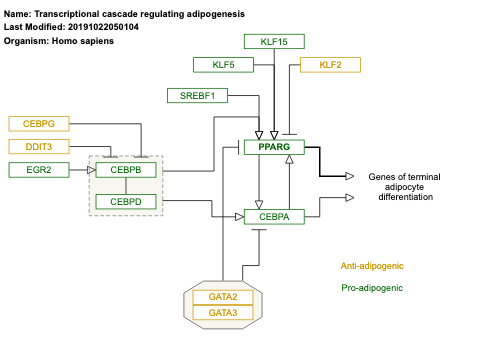 Name: Transcriptional cascade regulating adipogenesis
Last Modified: 20191022050104
Organism: Homo sapiens
KLF15
KLF5
KLF2
SREBF1
CEBPG
DDIT3
PPARG
EGR2
CEBPB
Genes of terminal
adipocyte
differentiation
CEBPD
CEBPA
Anti-adipogenic
Pro-adipogenic
GATA2
GATA3